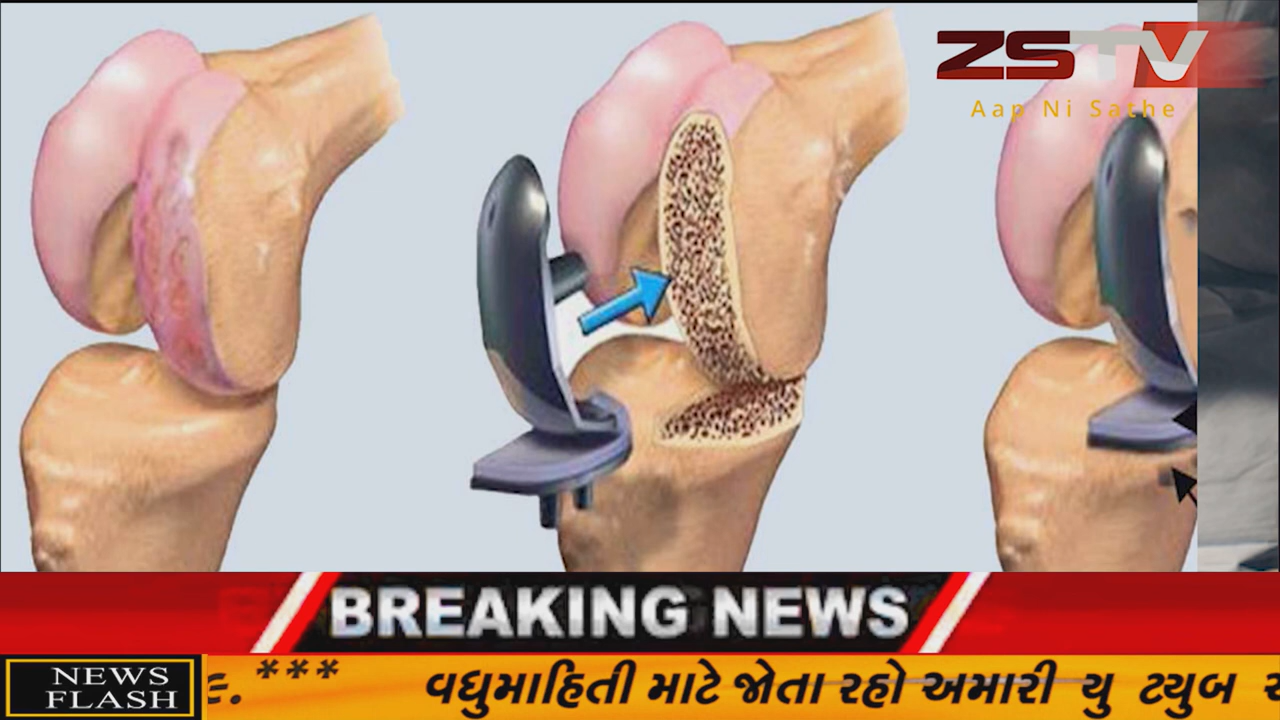 ZSTV
Aap Ni Sathe
BREAKING NEWS
NEWS
FLASH
વધુમાહિતી માટે જોતા રહો અમારી યુ ટ્યુબ